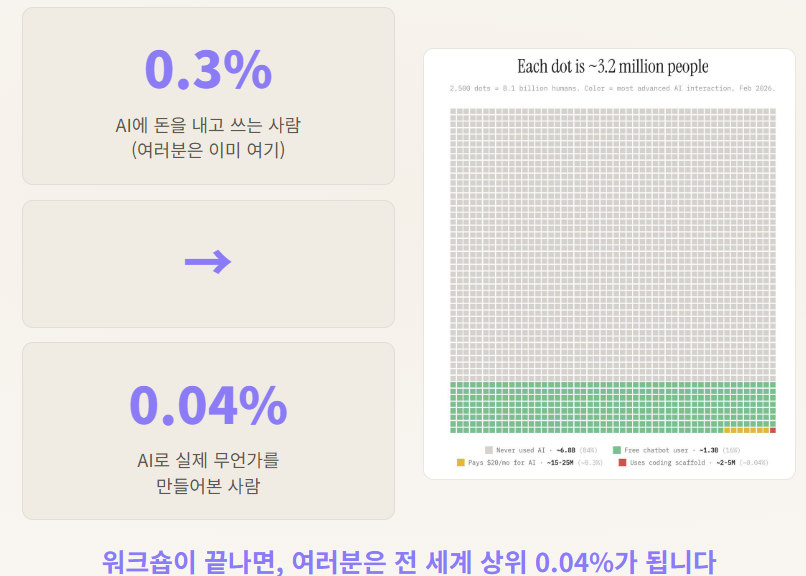 0.3%
AI에 돈을 내고 쓰는 사람
(여러분은 이미 여기)
→
0.04%
AI로 실제 무언가를
만들어본 사람
Each dot is ~3.2 million people
2,500 dots = 8.1 billion humans. Color = most advanced AI interaction, Feb 2026.
Never used AI · ~6.8B (84%)
Free chatbot user · ~1.3B (16%)
Pays $20/mo for AI · ~15-25M (~0.3%)
Uses coding scaffold · ~2-5M (~0.04%)
워크숍이 끝나면, 여러분은 전 세계 상위 0.04%가 됩니다